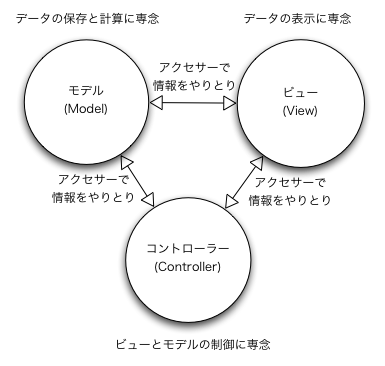 データの保存と計算に専念
データの表示に専念
モデル
(Model)
アクセサーで
情報をやりとり
ビュー
(View)
アクセサーで
情報をやりとり
アクセサーで
情報をやりとり
コントローラー
(Controller)
ビューとモデルの制御に専念